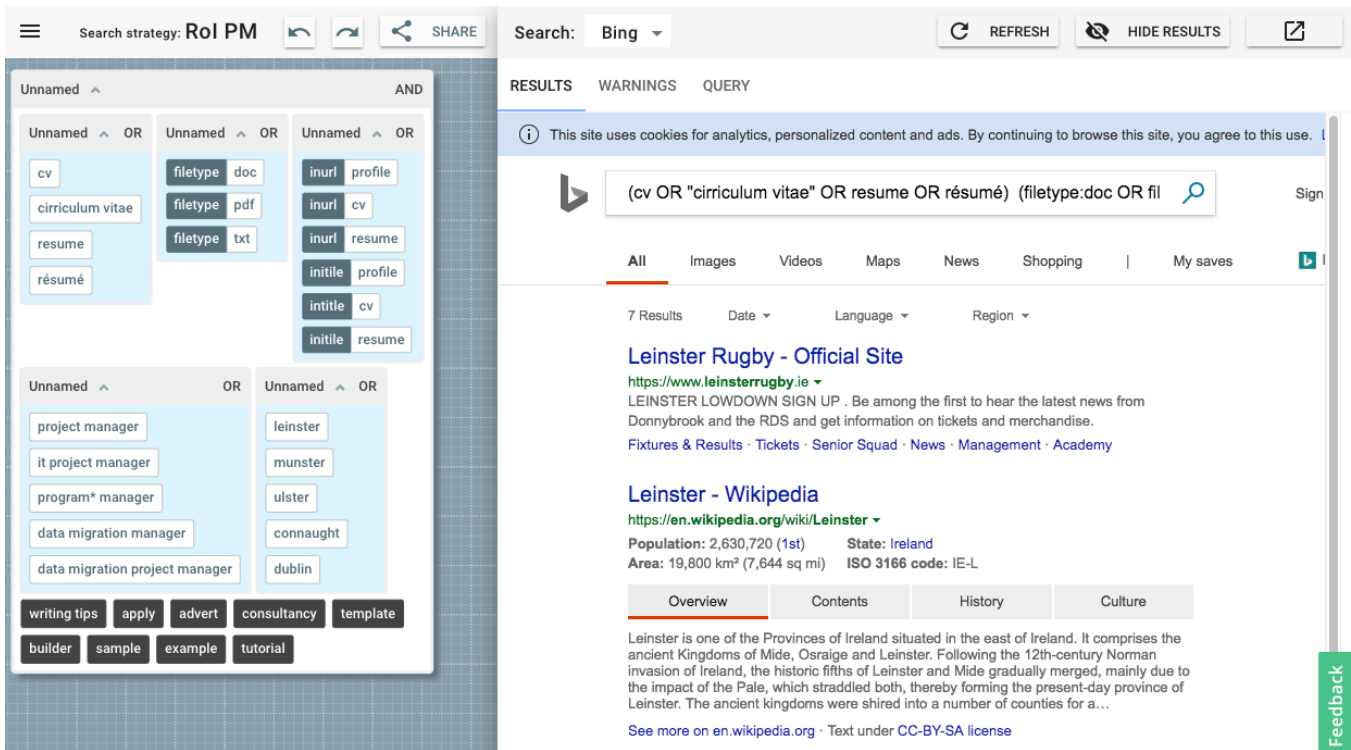 Search strategy: RoI PM
SHARE
Unnamed AND
Unnamed OR
cv
cirriculum vitae
resume
résumé
Unnamed OR
filetype doc
filetype pdf
filetype txt
Unnamed OR
inurl profile
inurl cv
inurl resume
initile profile
intitle cv
initile resume
Unnamed OR
project manager
it project manager
program* manager
data migration manager
data migration project manager
Unnamed OR
leinster
munster
ulster
connaught
dublin
writing tips apply advert consultancy template
builder sample example tutorial
Search: Bing
REFRESH
HIDE RESULTS
RESULTS WARNINGS QUERY
This site uses cookies for analytics, personalized content and ads. By continuing to browse this site, you agree to this use.
(cv OR "cirriculum vitae" OR resume OR résumé) (filetype:doc OR fil
Sign
All Images Videos Maps News Shopping | My saves
7 Results Date Language Region
Leinster Rugby - Official Site
https://www.leinsterrugby.ie
LEINSTER LOWDOWN SIGN UP . Be among the first to hear the latest news from
Donnybrook and the RDS and get information on tickets and merchandise.
Fixtures & Results · Tickets · Senior Squad · News · Management · Academy
Leinster - Wikipedia
https://en.wikipedia.org/wiki/Leinster
Population: 2,630,720 (1st) State: Ireland
Area: 19,800 km² (7,644 sq mi) ISO 3166 code: IE-L
Overview Contents History Culture
Leinster is one of the Provinces of Ireland situated in the east of Ireland. It comprises the
ancient Kingdoms of Mide, Osraige and Leinster. Following the 12th-century Norman
invasion of Ireland, the historic fifths of Leinster and Mide gradually merged, mainly due to
the impact of the Pale, which straddled both, thereby forming the present-day province of
Leinster. The ancient kingdoms were shired into a number of counties for a…
See more on en.wikipedia.org · Text under CC-BY-SA license
Feedback